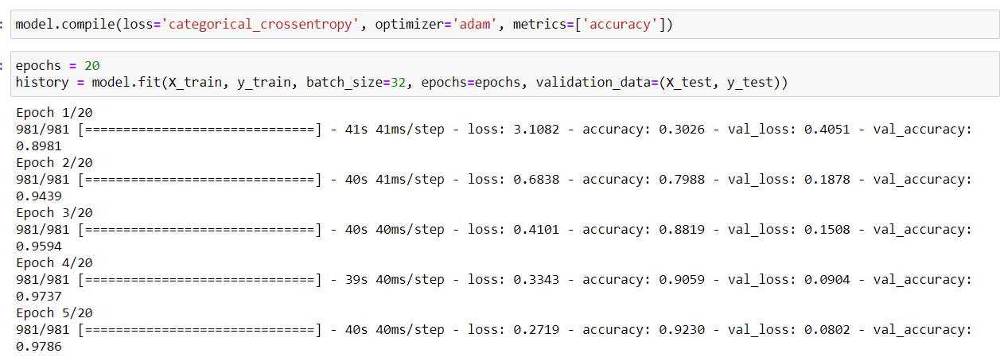 : model.compile(loss='categorical_crossentropy', optimizer='adam', metrics=['accuracy'])
: epochs = 20
history = model.fit(X_train, y_train, batch_size=32, epochs=epochs, validation_data=(X_test, y_test))
Epoch 1/20
981/981 [==============================] - 41s 41ms/step - loss: 3.1082 - accuracy: 0.3026 - val_loss: 0.4051 - val_accuracy:
0.8981
Epoch 2/20
981/981 [==============================] - 40s 41ms/step - loss: 0.6838 - accuracy: 0.7988 - val_loss: 0.1878 - val_accuracy:
0.9439
Epoch 3/20
981/981 [==============================] - 40s 40ms/step - loss: 0.4101 - accuracy: 0.8819 - val_loss: 0.1508 - val_accuracy:
0.9594
Epoch 4/20
981/981 [==============================] - 39s 40ms/step - loss: 0.3343 - accuracy: 0.9059 - val_loss: 0.0904 - val_accuracy:
0.9737
Epoch 5/20
981/981 [==============================] - 40s 40ms/step - loss: 0.2719 - accuracy: 0.9230 - val_loss: 0.0802 - val_accuracy:
0.9786